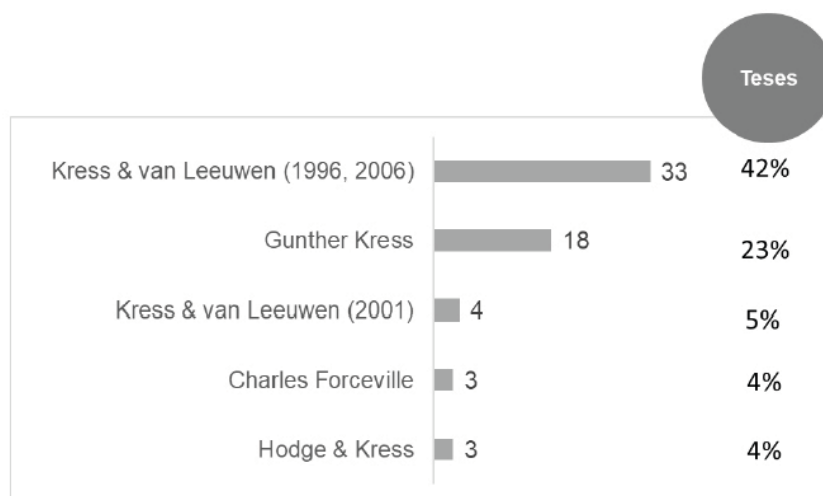 Teses
Kress & van Leeuwen (1996, 2006) 33 42%
Gunther Kress 18 23%
Kress & van Leeuwen (2001) 4 5%
Charles Forceville 3 4%
Hodge & Kress 3 4%